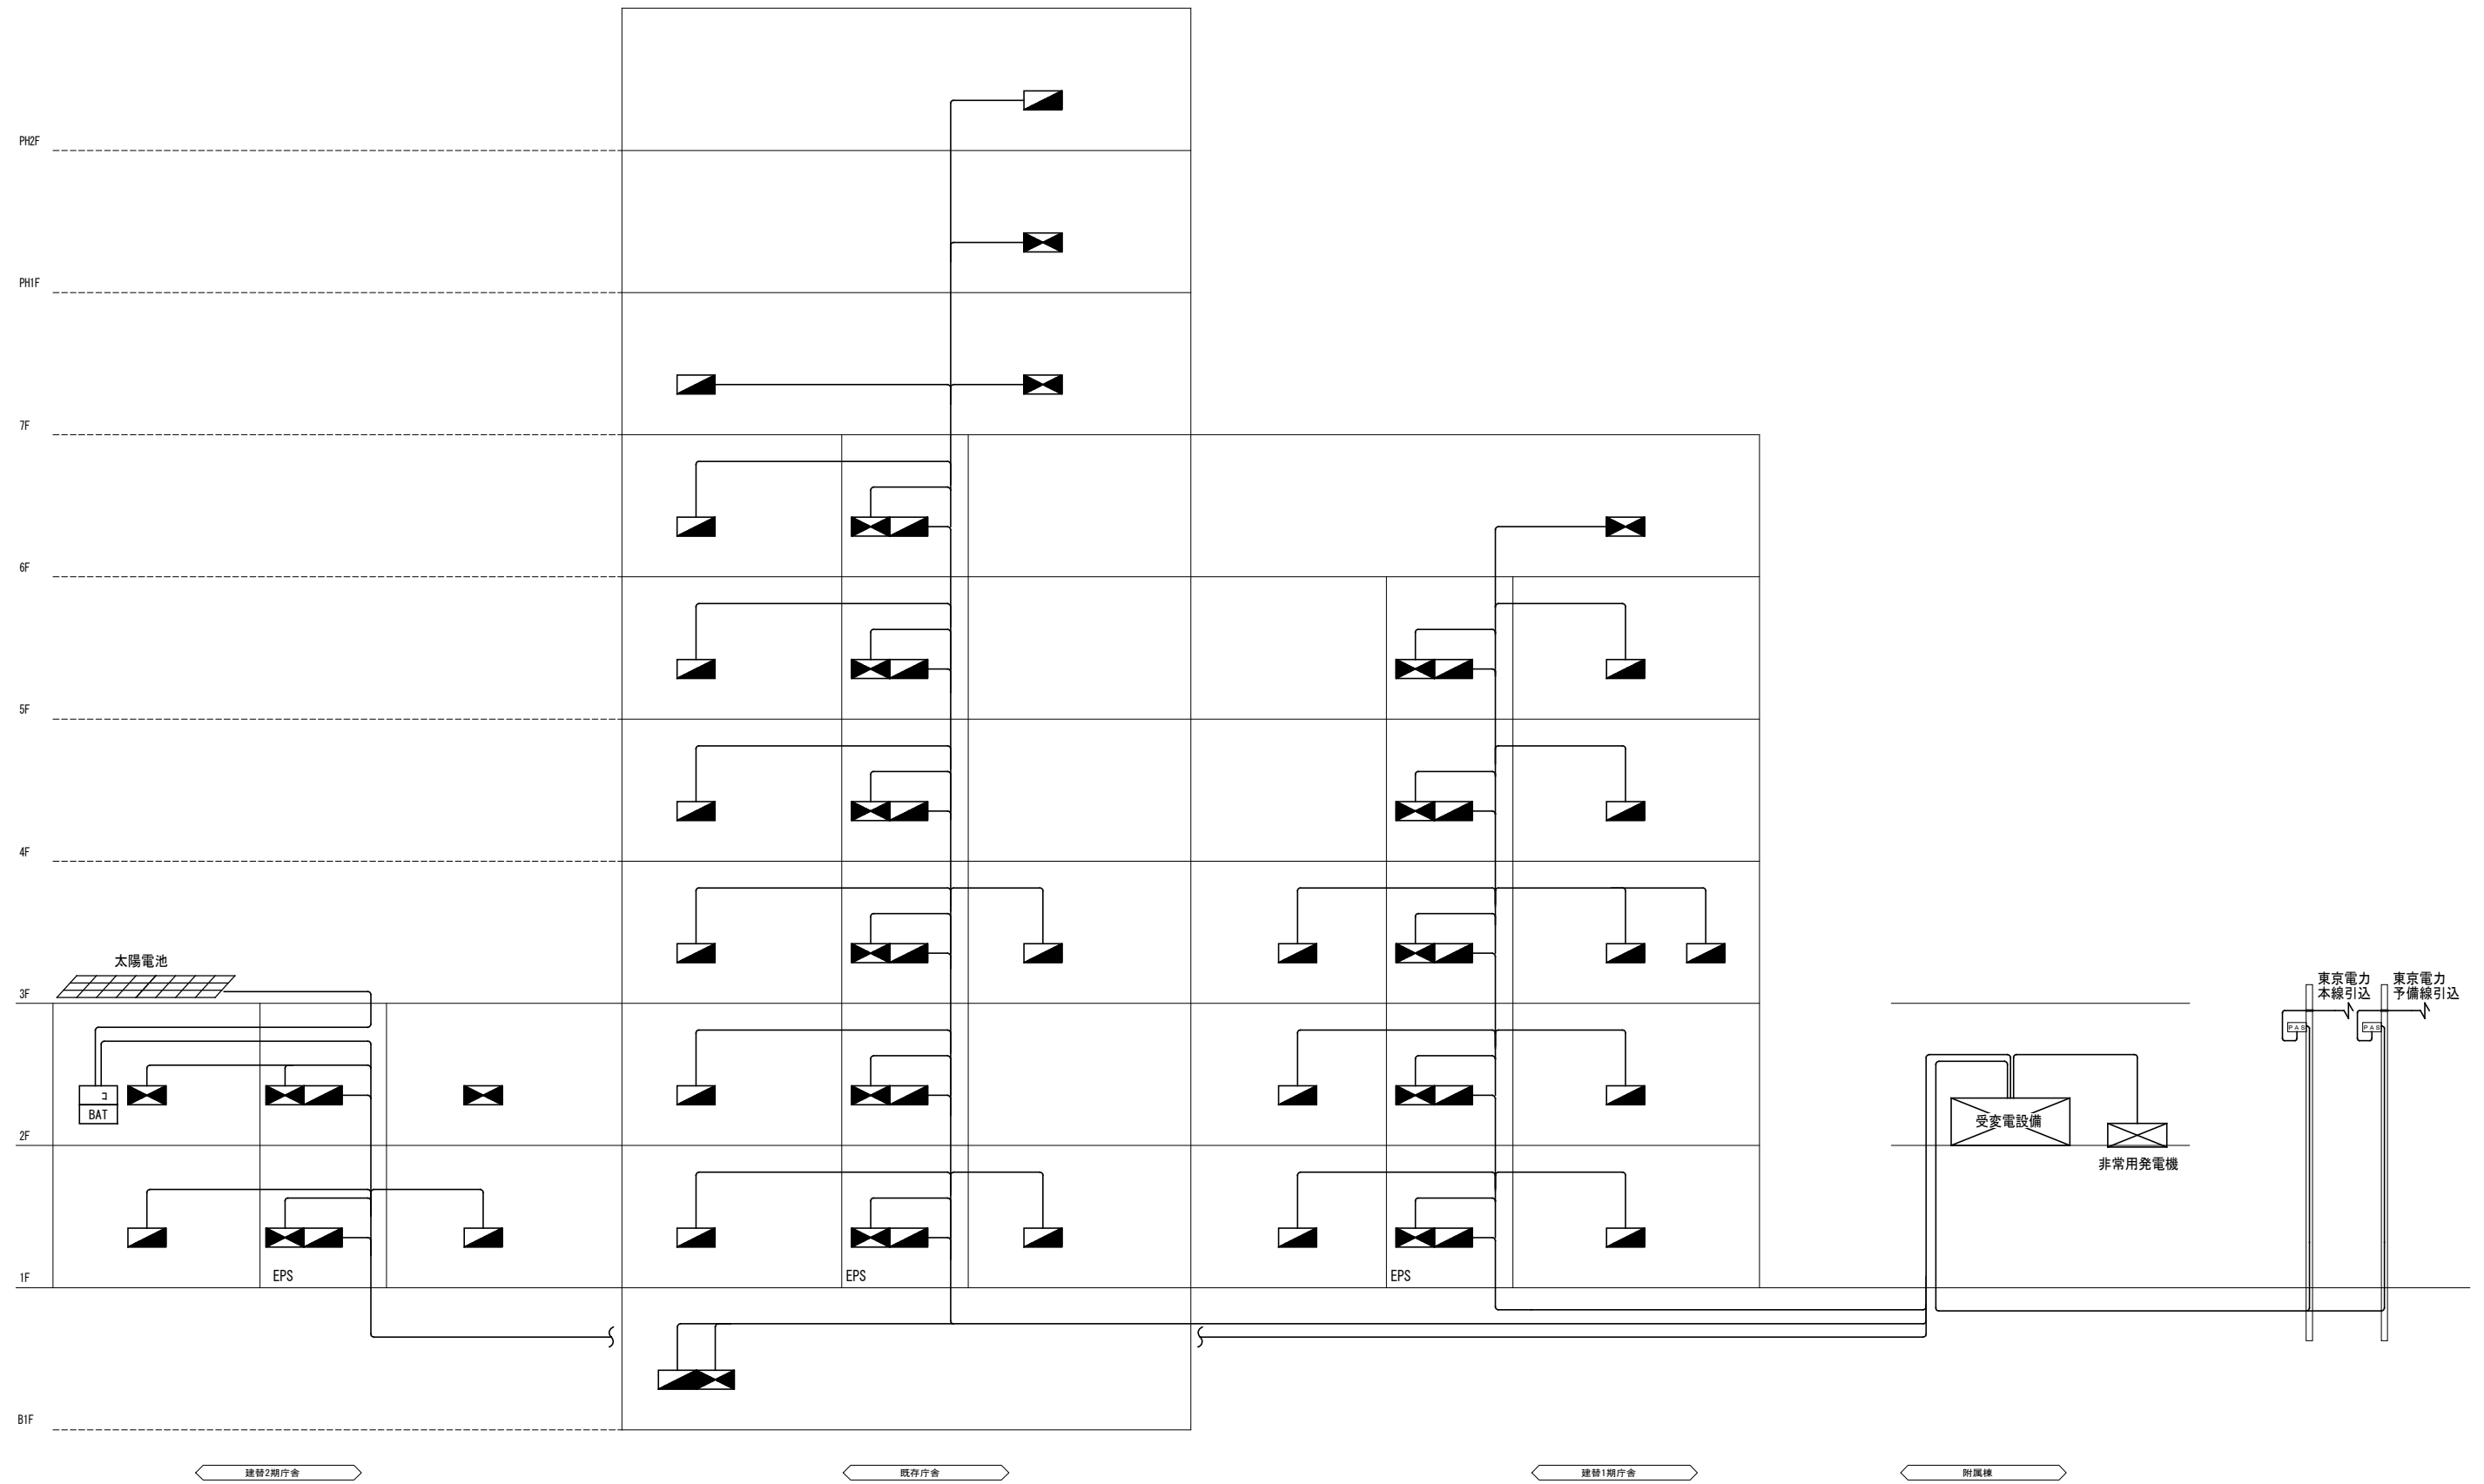 PH2F
PH1F
7F
6F
5F
4F
太陽電池
3F
東京電力
本線引込
東京電力
予備線引込
PAS
PAS
コ
BAT
2F
受変電設備
非常用発電機
1F
EPS
EPS
EPS
B1F
建替2期庁舎
既存庁舎
建替1期庁舎
附属棟